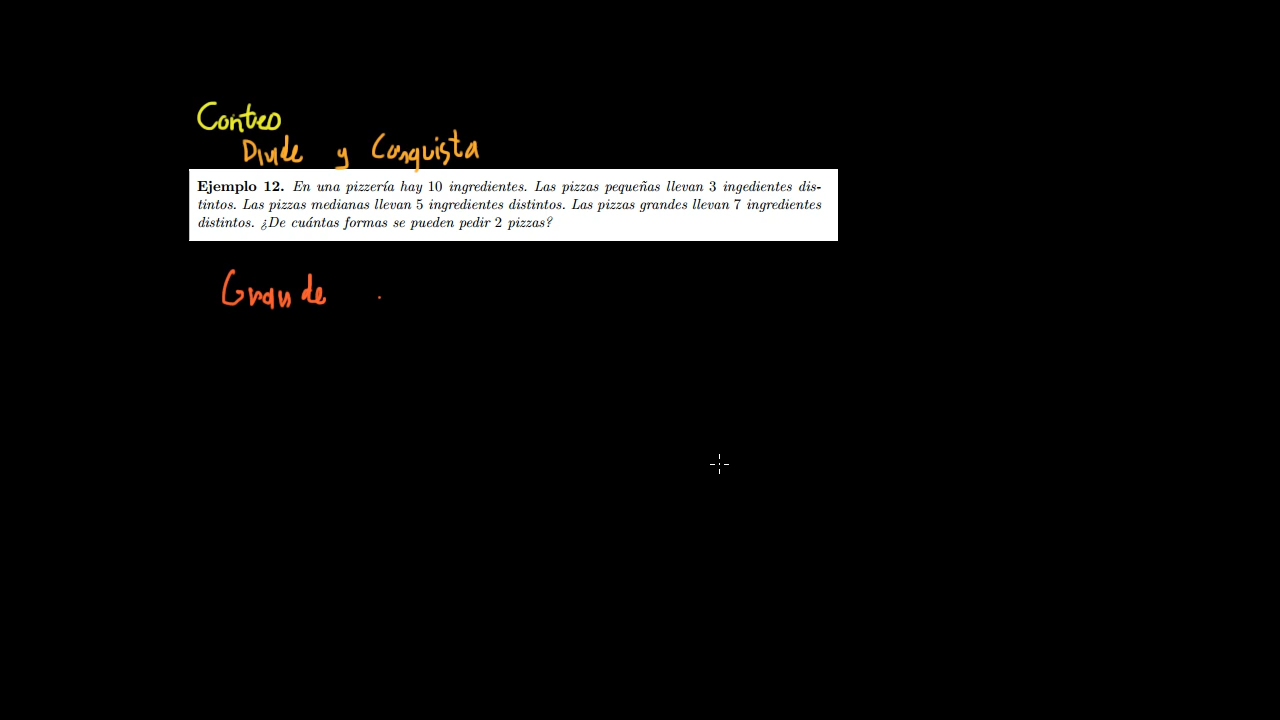 Conteo
Divide y Conquista
Ejemplo 12. En una pizzería hay 10 ingredientes. Las pizzas pequeñas llevan 3 ingedientes dis-
tintos. Las pizzas medianas llevan 5 ingredientes distintos. Las pizzas grandes llevan 7 ingredientes
distintos. ¿De cuántas formas se pueden pedir 2 pizzas?
Grande